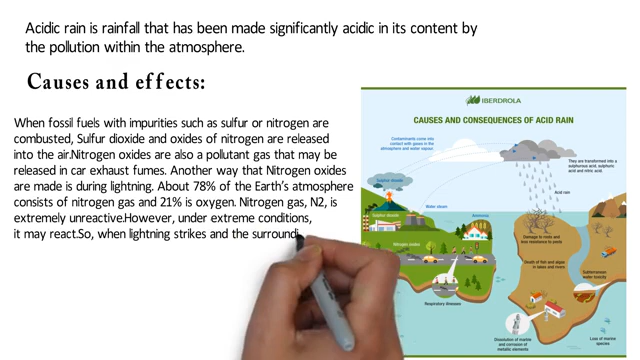 Acidic rain is rainfall that has been made significantly acidic in its content by
the pollution within the atmosphere.
Causes and effects:
When fossil fuels with impurities such as sulfur or nitrogen are
combusted, Sulfur dioxide and oxides of nitrogen are released
into the air.Nitrogen oxides are also a pollutant gas that may be
released in car exhaust fumes. Another way that Nitrogen oxides
are made is during lightning. About 78% of the Earth's atmosphere
consists of nitrogen gas and 21% is oxygen. Nitrogen gas, N2, is
extremely unreactive.However, under extreme conditions,
it may react.So, when lightning strikes and the surroundi
IBERDROLA
CAUSES AND CONSEQUENCES OF ACID RAIN
Contaminants come into
contact with gases in the
atmosphere and water vapour.
They are transformed into a
sulphurous acid, sulphuric
acid and nitric acid.
Sulphur dioxide
Acid rain
Water steam
Sulphur dioxide
Ammonia
Damage to roots and
less resistance to pests
Nitrogen oxides
Death of fish and algae
in lakes and rivers
Subterranean
water toxicity
Respiratory illnesses
Dissolution of marble
and corrosion of
metallic elements
Loss of marine
species